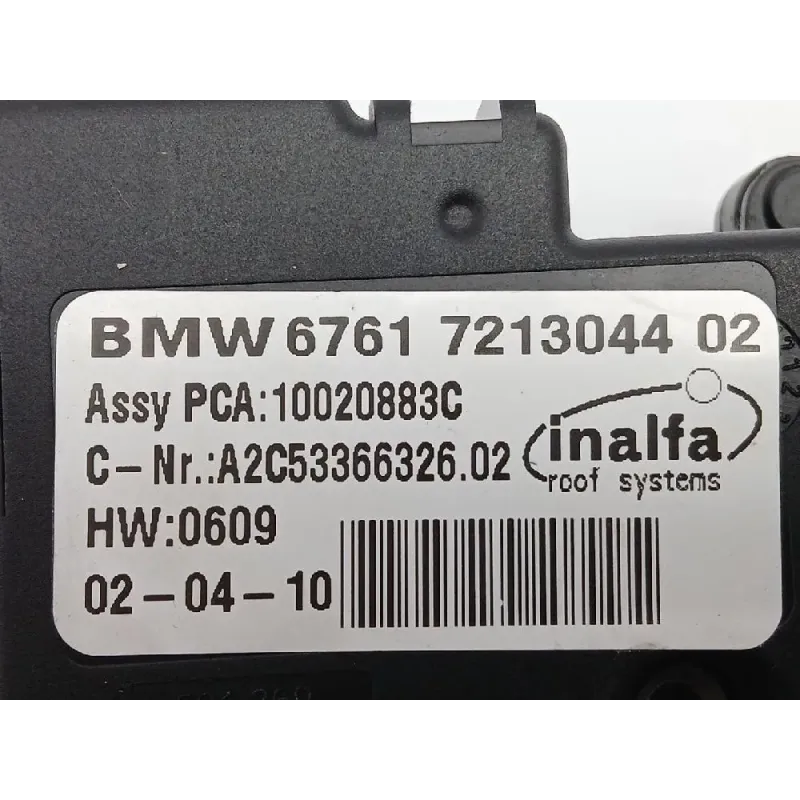 BMW 6761 7213044 02
Assy PCA:10020883C
C-Nr.:A2C53366326.02
inalfa
roof systems
HW:0609
02-04-10